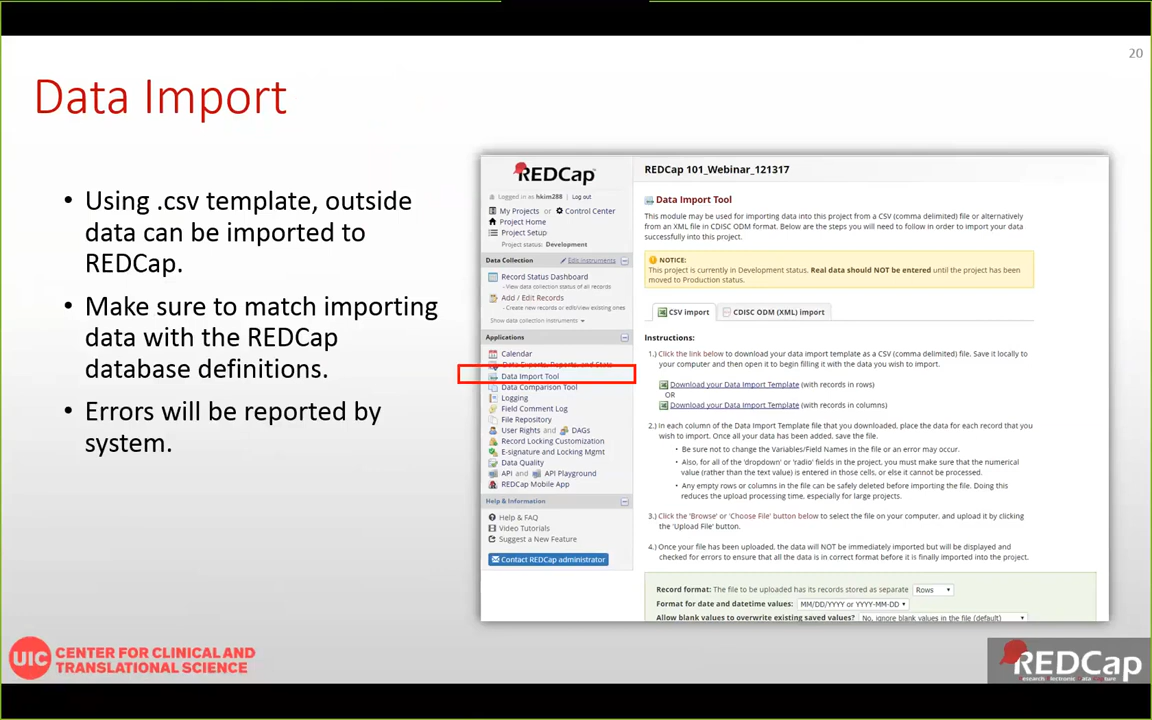 20
Data Import
• Using .csv template, outside
data can be imported to
REDCap.
• Make sure to match importing
data with the REDCap
database definitions.
• Errors will be reported by
system.
REDCap
Logged in as hkim288 | Log out
My Projects or Control Center
Project Home
Project Setup
Project status: Development
Data Collection Edit instruments
Record Status Dashboard
- View data collection status of all records
Add / Edit Records
- Create new records or edit/view existing ones
Show data collection instruments
Applications
Calendar
Data Exports, Reports, and Stats
Data Import Tool
Data Comparison Tool
Logging
Field Comment Log
File Repository
User Rights and DAGs
Record Locking Customization
E-signature and Locking Mgmt
Data Quality
API and API Playground
REDCap Mobile App
Help & Information
Help & FAQ
Video Tutorials
Suggest a New Feature
Contact REDCap administrator
REDCap 101_Webinar_121317
Data Import Tool
This module may be used for importing data into this project from a CSV (comma delimited) file or alternatively
from an XML file in CDISC ODM format. Below are the steps you will need to follow in order to import your data
successfully into this project.
NOTICE:
This project is currently in Development status. Real data should NOT be entered until the project has been
moved to Production status.
CSV import CDISC ODM (XML) import
Instructions:
1.) Click the link below to download your data import template as a CSV (comma delimited) file. Save it locally to
your computer and then open it to begin filling it with the data you wish to import.
Download your Data Import Template (with records in rows)
OR
Download your Data Import Template (with records in columns)
2.) In each column of the Data Import Template file that you downloaded, place the data for each record that you
wish to import. Once all your data has been added, save the file.
• Be sure not to change the Variables/Field Names in the file or an error may occur.
• Also, for all of the 'dropdown' or 'radio' fields in the project, you must make sure that the numerical
value (rather than the text value) is entered in those cells, or else it cannot be processed.
• Any empty rows or columns in the file can be safely deleted before importing the file. Doing this
reduces the upload processing time, especially for large projects.
3.) Click the 'Browse' or 'Choose File' button below to select the file on your computer, and upload it by clicking
the 'Upload File' button.
4.) Once your file has been uploaded, the data will NOT be immediately imported but will be displayed and
checked for errors to ensure that all the data is in correct format before it is finally imported into the project.
Record format: The file to be uploaded has its records stored as separate Rows
Format for date and datetime values: MM/DD/YYYY or YYYY-MM-DD
Allow blank values to overwrite existing saved values? No, ignore blank values in the file (default)
UIC CENTER FOR CLINICAL AND
TRANSLATIONAL SCIENCE
REDCap
Research Electronic Data Capture